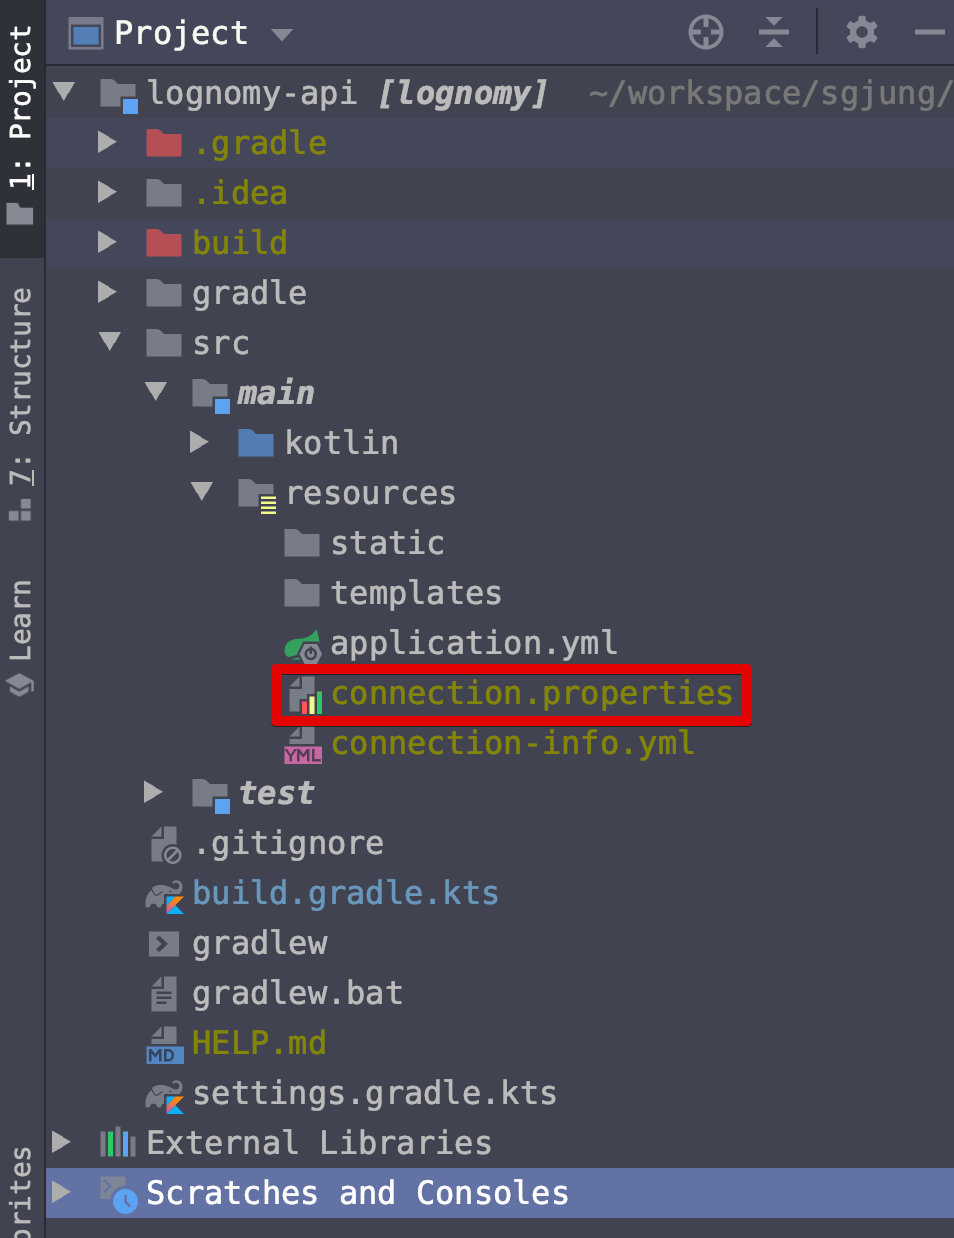 Project
lognomy-api [lognomy] ~/workspace/sgjung/
.gradle
.idea
build
gradle
src
main
kotlin
resources
static
templates
application.yml
connection.properties
YML connection-info.yml
test
.gitignore
build.gradle.kts
gradlew
gradlew.bat
MD HELP.md
settings.gradle.kts
External Libraries
Scratches and Consoles
1: Project
7: Structure
Learn